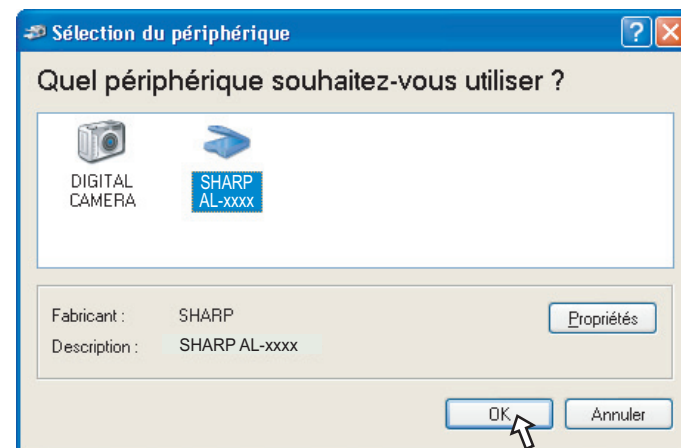 Sélection du périphérique
Quel périphérique souhaitez-vous utiliser ?
DIGITAL
CAMERA
SHARP
AL-xxxx
Fabricant : SHARP
Propriétés
Description : SHARP AL-xxxx
OK
Annuler